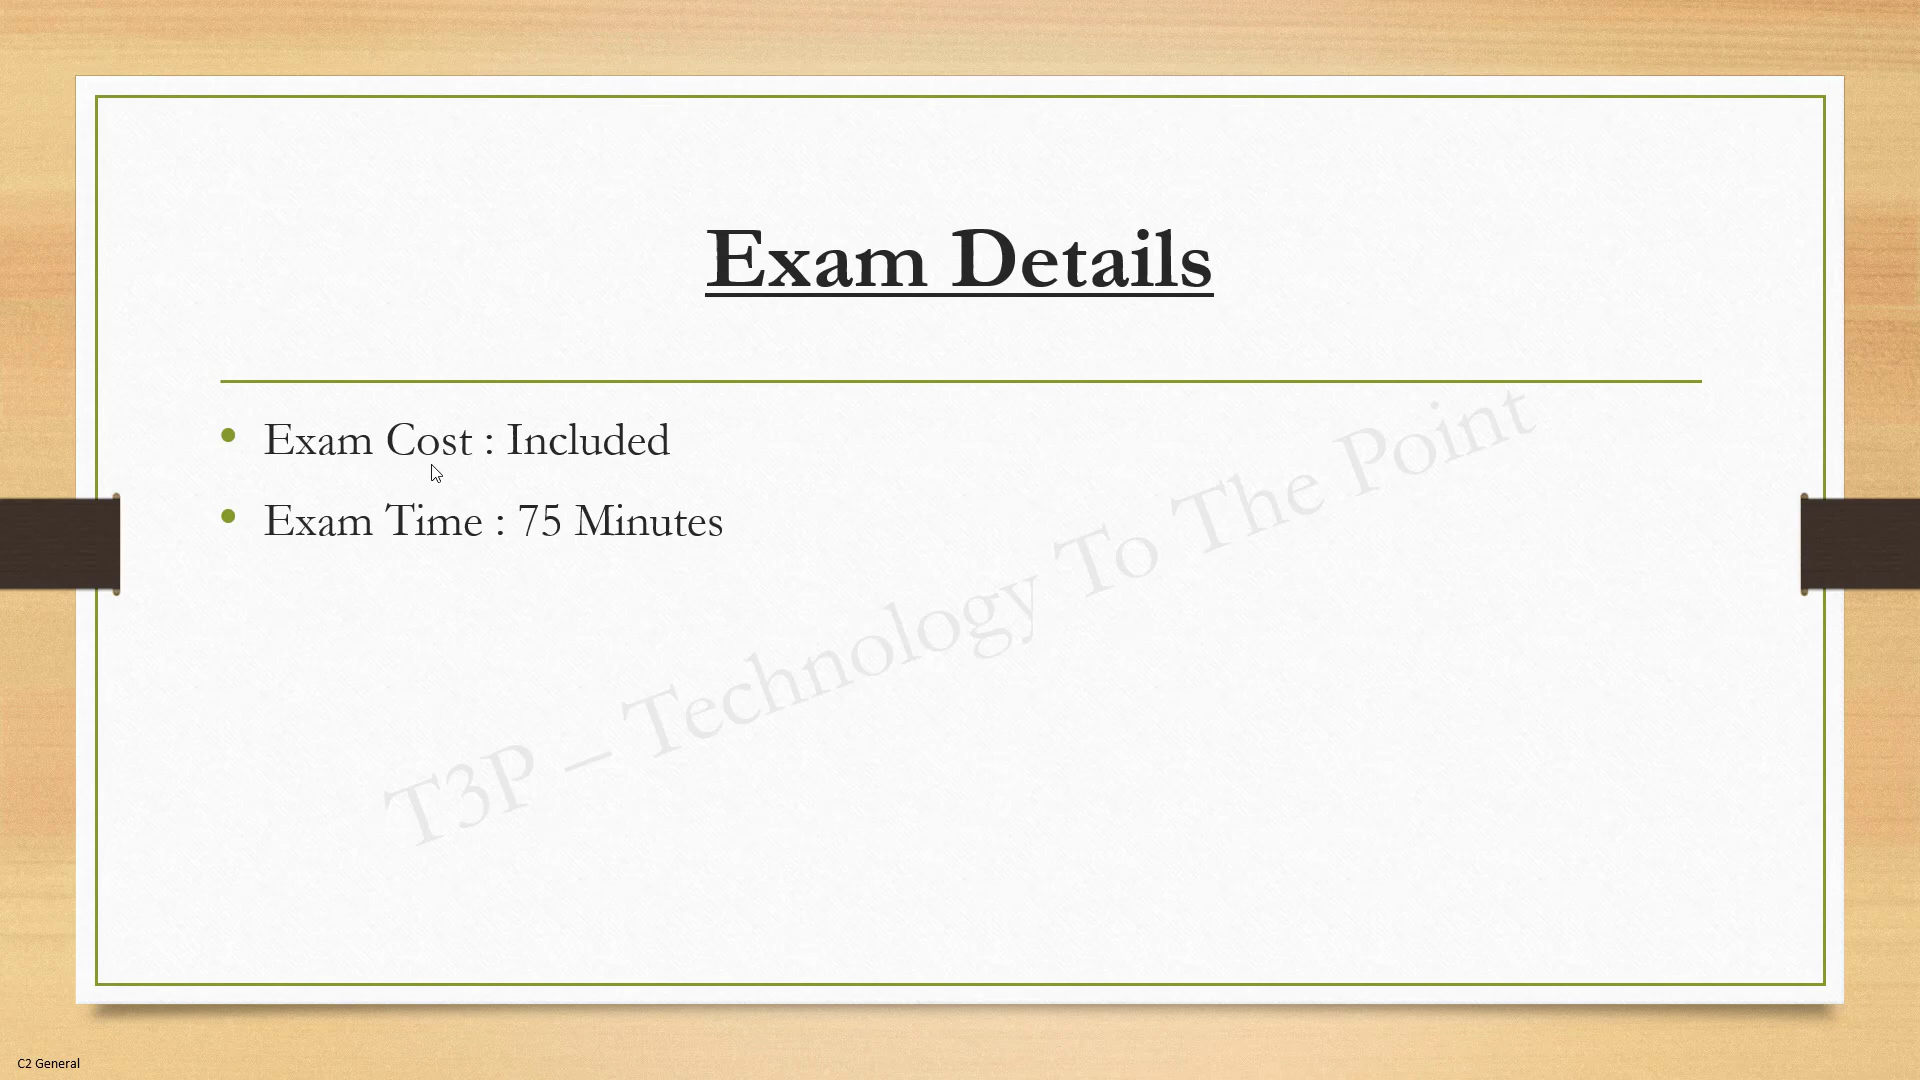 Exam Details
Exam Cost : Included
Exam Time : 75 Minutes
T3P – Technology To The Point
C2 General